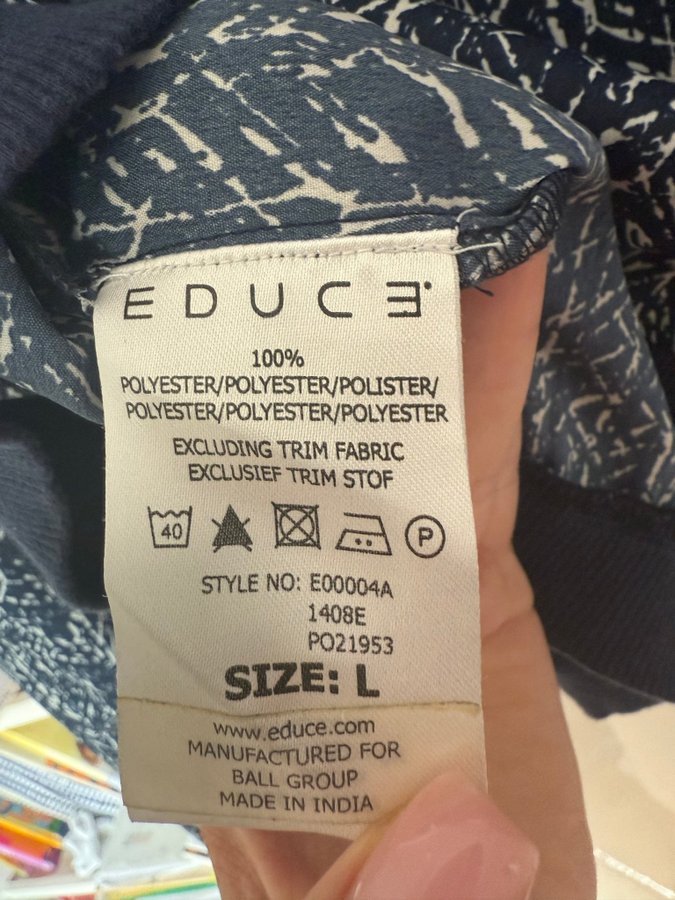 EDUCE
100%
POLYESTER/POLYESTER/POLISTER/
POLYESTER/POLYESTER/POLYESTER
EXCLUDING TRIM FABRIC
EXCLUSIEF TRIM STOF
40 P
STYLE NO: E00004A
1408E
PO21953
SIZE: L
www.educe.com
MANUFACTURED FOR
BALL GROUP
MADE IN INDIA